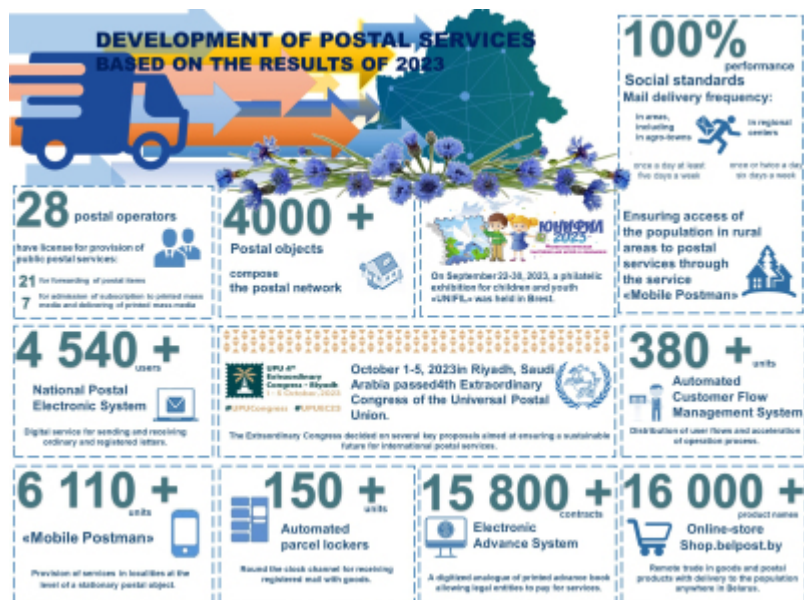 DEVELOPMENT OF POSTAL SERVICES
BASED ON THE RESULTS OF 2023
100%
performance
Social standards
Mail delivery frequency:
in areas,
including
in agro-towns
in regional
centers
once a day at least
five days a week
once or twice a day
six days a week
Ensuring access of
the population in rural
areas to postal
services through
the service
«Mobile Postman»
28 postal operators
have license for provision of
public postal services:
21 for forwarding of postal items
7 for admission of subscription to printed mass
media and delivering of printed mass media
4000 +
Postal objects
compose
the postal network
ЮНИФИЛ
2023
On September 22-30, 2023, a philatelic
exhibition for children and youth
«UNIFIL» was held in Brest.
4 540 +
users
National Postal
Electronic System
Digital service for sending and receiving
ordinary and registered letters.
UPU 4th
Extraordinary
Congress - Riyadh
1 - 5 October, 2023
#UPUCongress #UPUEC23
October 1-5, 2023in Riyadh, Saudi
Arabia passed4th Extraordinary
Congress of the Universal Postal
Union.
The Extraordinary Congress decided on several key proposals aimed at ensuring a sustainable
future for international postal services.
380 +
units
Automated
Customer Flow
Management System
Distribution of user flows and acceleration
of operation process.
6 110 +
units
«Mobile Postman»
Provision of services in localities at the
level of a stationary postal object.
150 +
units
Automated
parcel lockers
Round the clock channel for receiving
registered mail with goods.
15 800 +
contracts
Electronic
Advance System
A digitized analogue of printed advance book
allowing legal entities to pay for services.
16 000 +
product names
Online-store
Shop.belpost.by
Remote trade in goods and postal
products with delivery to the population
anywhere in Belarus.